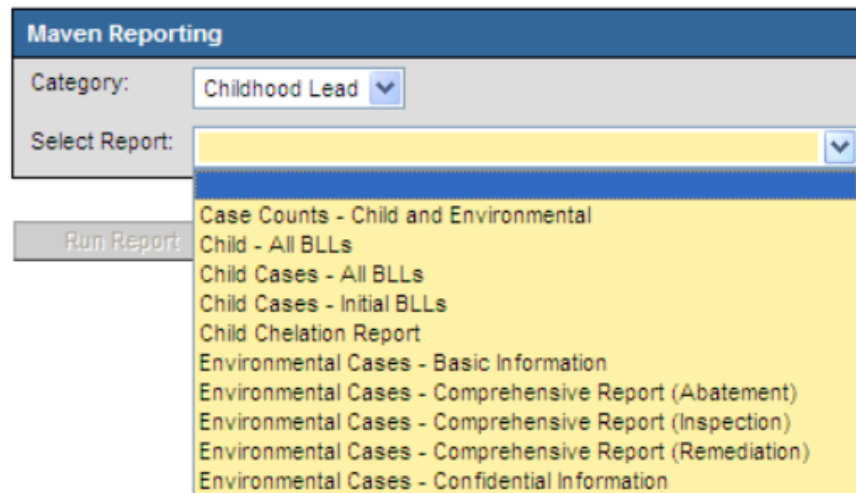 Maven Reporting
Category: Childhood Lead
Select Report:
Case Counts - Child and Environmental
Run Report
Child - All BLLs
Child Cases - All BLLs
Child Cases - Initial BLLs
Child Chelation Report
Environmental Cases - Basic Information
Environmental Cases - Comprehensive Report (Abatement)
Environmental Cases - Comprehensive Report (Inspection)
Environmental Cases - Comprehensive Report (Remediation)
Environmental Cases - Confidential Information